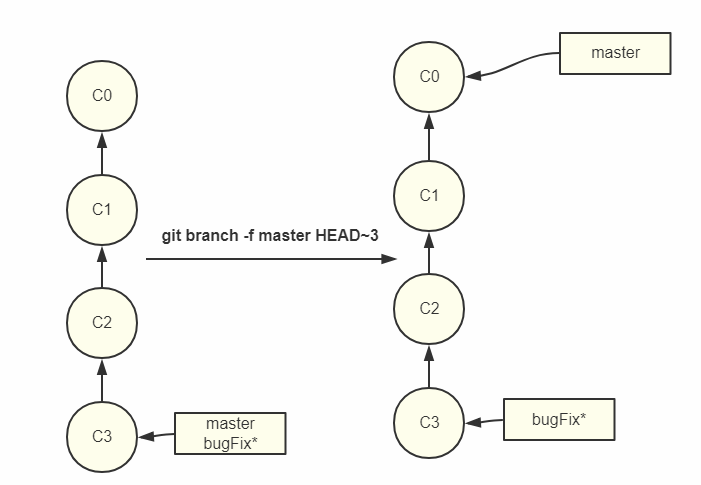 C0
C1
C2
C3
master
bugFix*
git branch -f master HEAD~3
C0
master
C1
C2
C3
bugFix*